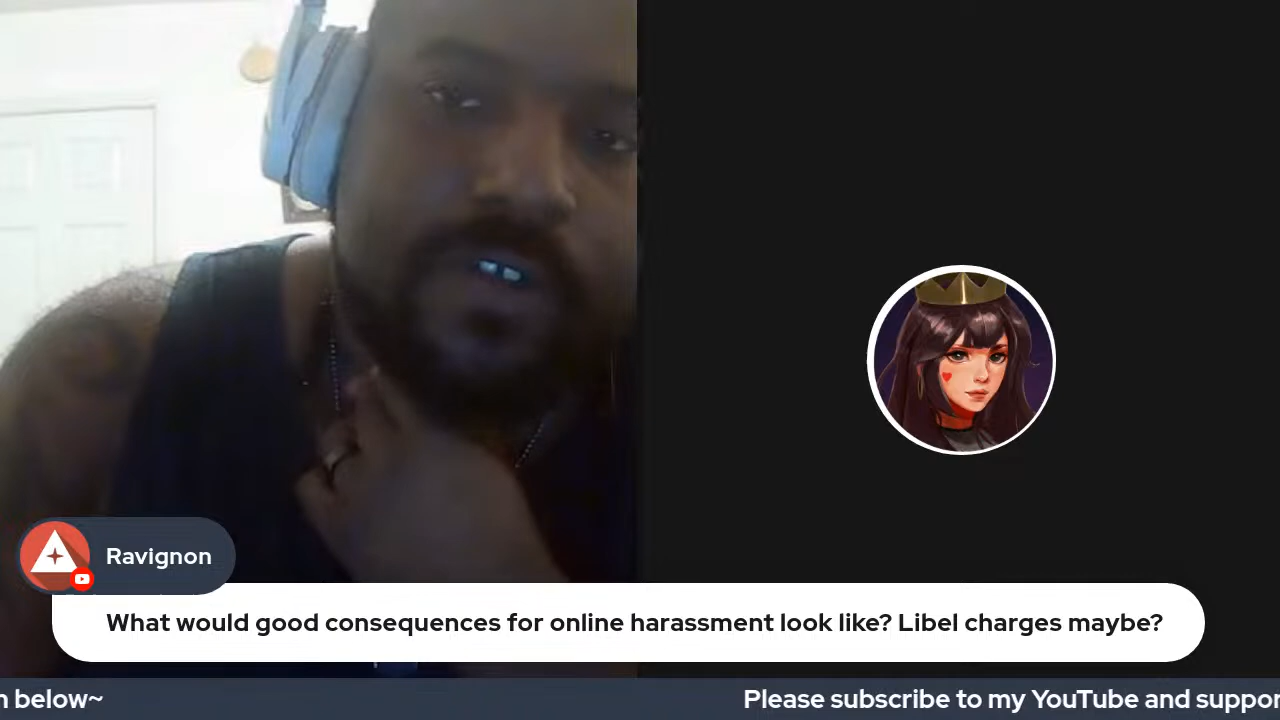 Ravignon
What would good consequences for online harassment look like? Libel charges maybe?
n below~ Please subscribe to my YouTube and suppor